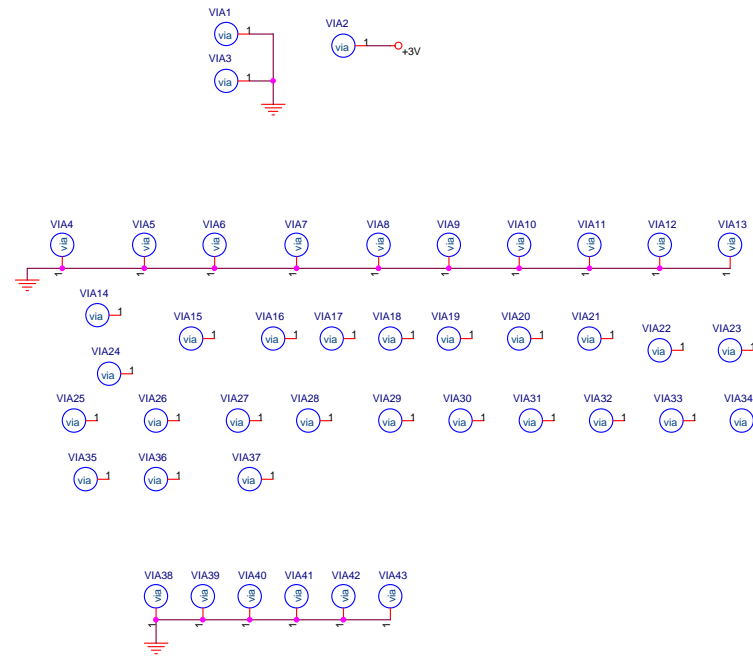 VIA1
via 1
VIA2
via 1
+3V
VIA3
via 1
VIA4 VIA5 VIA6 VIA7 VIA8 VIA9 VIA10 VIA11 VIA12 VIA13
via via via via via via via via via via
1 1 1 1 1 1 1 1 1 1
VIA14
via 1
VIA15 VIA16 VIA17 VIA18 VIA19 VIA20 VIA21
via 1 via 1 via 1 via 1 via 1 via 1 via 1
VIA22 VIA23
via 1 via 1
VIA24
via 1
VIA25 VIA26 VIA27 VIA28 VIA29 VIA30 VIA31 VIA32 VIA33 VIA34
via 1 via 1 via 1 via 1 via 1 via 1 via 1 via 1 via 1 via
VIA35 VIA36 VIA37
via 1 via 1 via 1
VIA38 VIA39 VIA40 VIA41 VIA42 VIA43
via via via via via via
1 1 1 1 1 1